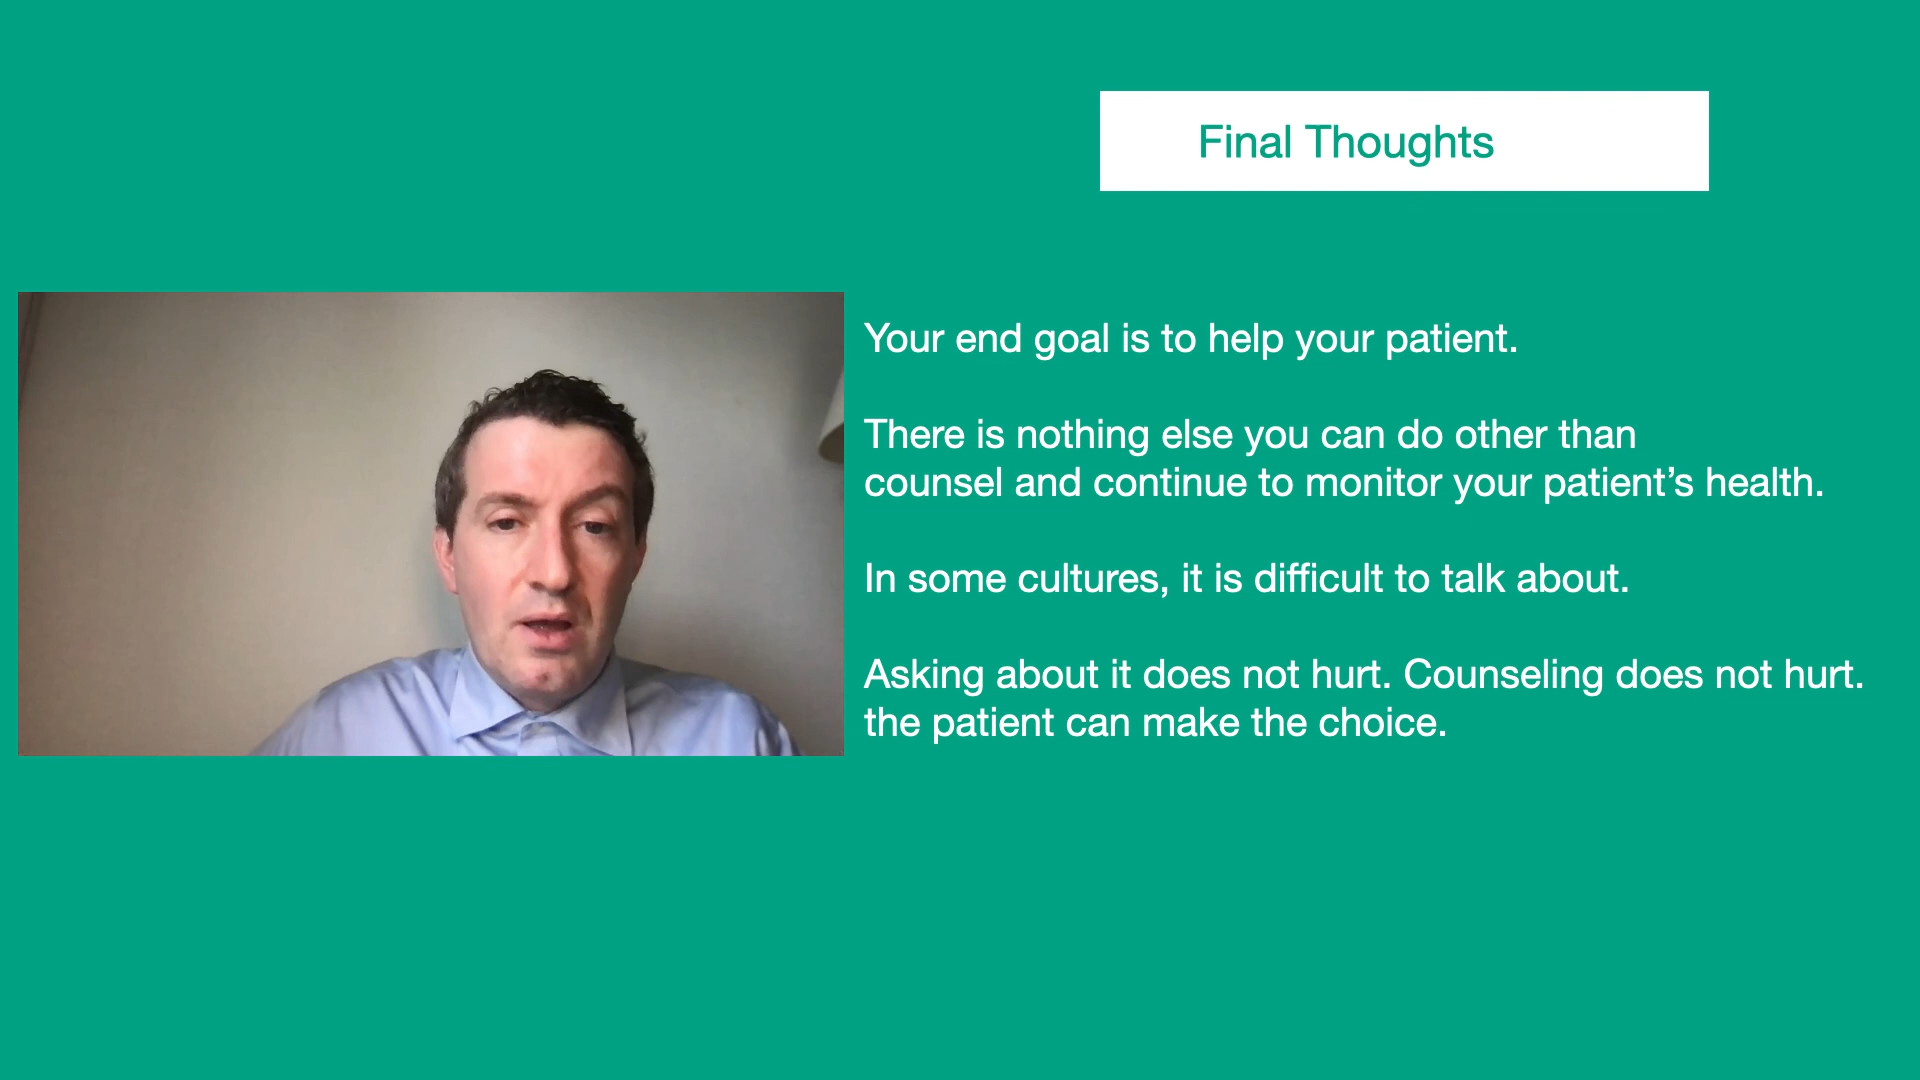 Final Thoughts
Your end goal is to help your patient.
There is nothing else you can do other than
counsel and continue to monitor your patient’s health.
In some cultures, it is difficult to talk about.
Asking about it does not hurt. Counseling does not hurt.
the patient can make the choice.